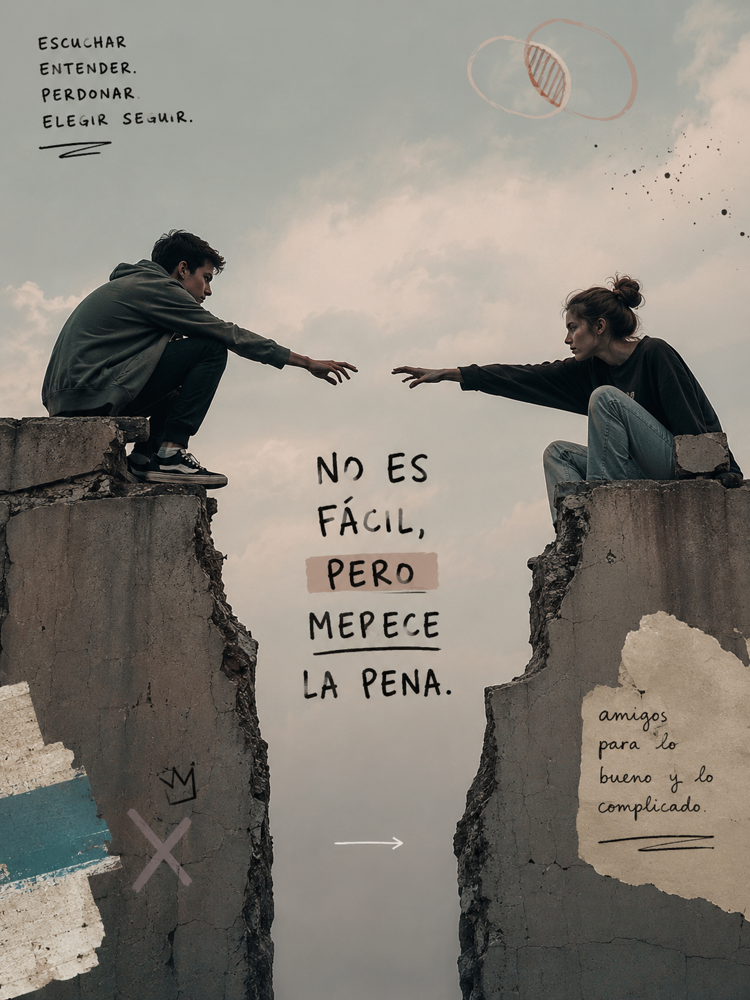 ESCUCHAR
ENTENDER.
PERDONAR.
ELEGIR SEGUIR.
NO ES
FÁCIL,
PERO
MEPECE
LA PENA.
amigos
para lo
bueno y lo
complicado.